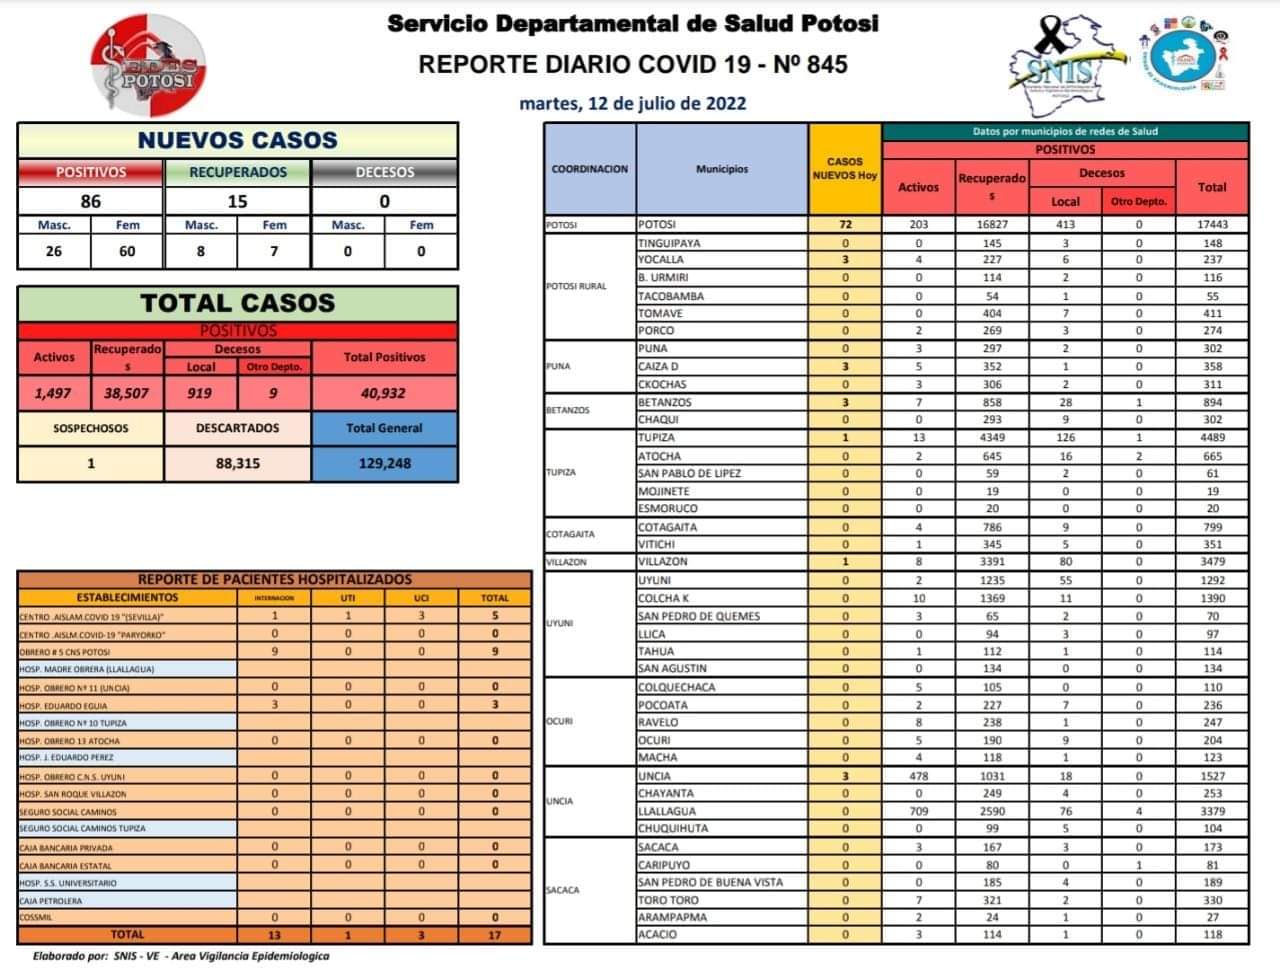 Servicio Departamental de Salud Potosi
REPORTE DIARIO COVID 19 - Nº 845
martes, 12 de julio de 2022
SEDES
POTOSI
SNIS
NUEVOS CASOS
POSITIVOS RECUPERADOS DECESOS
86 15 0
Masc. Fem Masc. Fem Masc. Fem
26 60 8 7 0 0
TOTAL CASOS
POSITIVOS
Activos Recuperados Decesos Total Positivos
Local Otro Depto.
1,497 38,507 919 9 40,932
SOSPECHOSOS DESCARTADOS Total General
1 88,315 129,248
REPORTE DE PACIENTES HOSPITALIZADOS
ESTABLECIMIENTOS INTERNACION UTI UCI TOTAL
CENTRO .AISLAM.COVID 19 "(SEVILLA)" 1 1 3 5
CENTRO .AISLM.COVID-19 "PARYORKO" 0 0 0 0
OBRERO # 5 CNS POTOSI 9 0 0 9
HOSP. MADRE OBRERA (LLALLAGUA)
HOSP. OBRERO Nº 11 (UNCIA) 0 0 0 0
HOSP. EDUARDO EGUIA 3 0 0 3
HOSP. OBRERO Nº 10 TUPIZA
HOSP. OBRERO 13 ATOCHA 0 0 0 0
HOSP. J. EDUARDO PEREZ
HOSP. OBRERO C.N.S. UYUNI 0 0 0 0
HOSP. SAN ROQUE VILLAZON 0 0 0 0
SEGURO SOCIAL CAMINOS 0 0 0 0
SEGURO SOCIAL CAMINOS TUPIZA
CAJA BANCARIA PRIVADA 0 0 0 0
CAJA BANCARIA ESTATAL 0 0 0 0
HOSP. S.S. UNIVERSITARIO
CAJA PETROLERA
COSSMIL 0 0 0 0
TOTAL 13 1 3 17
Elaborado por: SNIS - VE - Area Vigilancia Epidemiologica
COORDINACION Municipios CASOS NUEVOS Hoy Datos por municipios de redes de Salud
POSITIVOS
Activos Recuperados Decesos Total
Local Otro Depto.
POTOSI POTOSI 72 203 16827 413 0 17443
POTOSI RURAL TINGUIPAYA 0 0 145 3 0 148
YOCALLA 3 4 227 6 0 237
B. URMIRI 0 0 114 2 0 116
TACOBAMBA 0 0 54 1 0 55
TOMAVE 0 0 404 7 0 411
PORCO 0 2 269 3 0 274
PUNA PUNA 0 3 297 2 0 302
CAIZA D 3 5 352 1 0 358
CKOCHAS 0 3 306 2 0 311
BETANZOS BETANZOS 3 7 858 28 1 894
CHAQUI 0 0 293 9 0 302
TUPIZA TUPIZA 1 13 4349 126 1 4489
ATOCHA 0 2 645 16 2 665
SAN PABLO DE LIPEZ 0 0 59 2 0 61
MOJINETE 0 0 19 0 0 19
ESMORUCO 0 0 20 0 0 20
COTAGAITA COTAGAITA 0 4 786 9 0 799
VITICHI 0 1 345 5 0 351
VILLAZON VILLAZON 1 8 3391 80 0 3479
UYUNI UYUNI 0 2 1235 55 0 1292
COLCHA K 0 10 1369 11 0 1390
SAN PEDRO DE QUEMES 0 3 65 2 0 70
LLICA 0 0 94 3 0 97
TAHUA 0 1 112 1 0 114
SAN AGUSTIN 0 0 134 0 0 134
OCURI COLQUECHACA 0 5 105 0 0 110
POCOATA 0 2 227 7 0 236
RAVELO 0 8 238 1 0 247
OCURI 0 5 190 9 0 204
MACHA 0 4 118 1 0 123
UNCIA UNCIA 3 478 1031 18 0 1527
CHAYANTA 0 0 249 4 0 253
LLALLAGUA 0 709 2590 76 4 3379
CHUQUIHUTA 0 0 99 5 0 104
SACACA SACACA 0 3 167 3 0 173
CARIPUYO 0 0 80 0 1 81
SAN PEDRO DE BUENA VISTA 0 0 185 4 0 189
TORO TORO 0 7 321 2 0 330
ARAMPAPMA 0 2 24 1 0 27
ACACIO 0 3 114 1 0 118